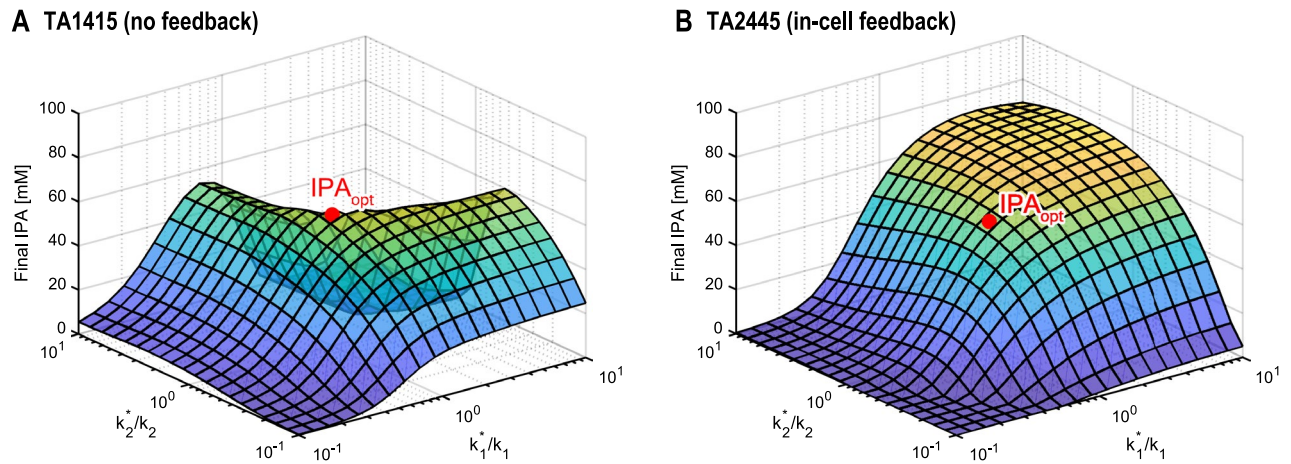 A TA1415 (no feedback)
Final IPA [mM]
100
80
60
40
20
0
10¹
10⁰
10⁻¹
k₂*/k₂
10⁻¹
10⁰
10¹
k₁*/k₁
IPAopt
B TA2445 (in-cell feedback)
Final IPA [mM]
100
80
60
40
20
0
10¹
10⁰
10⁻¹
k₂*/k₂
10⁻¹
10⁰
10¹
k₁*/k₁
IPAopt